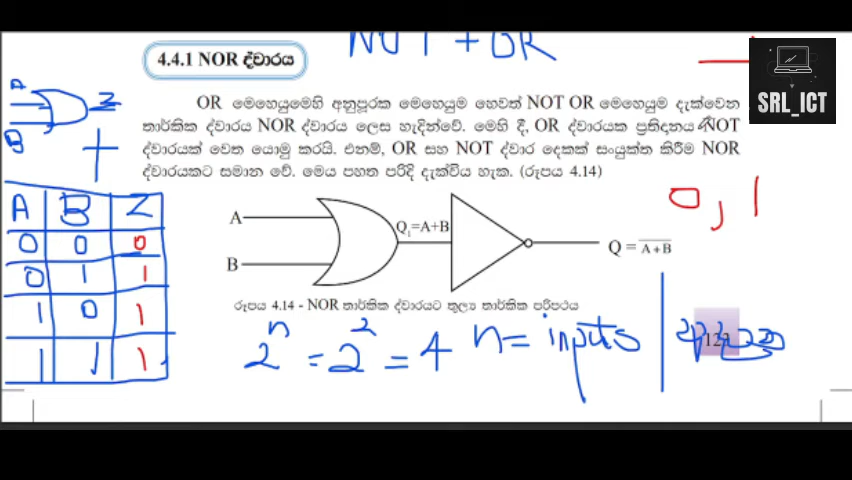 NOT + OR
4.4.1 NOR ද්වාරය
SRL_ICT
OR මෙහෙයුමෙහි අනුපූරක මෙහෙයුම හෙවත් NOT OR මෙහෙයුම දැක්වෙන
තාර්කික ද්වාරය NOR ද්වාරය ලෙස හැඳින්වේ. මෙහි දී, OR ද්වාරයක ප්‍රතිදානය NOT
ද්වාරයක් වෙත යොමු කරයි. එනම්, OR සහ NOT ද්වාර දෙකක් සංයුක්ත කිරීම NOR
ද්වාරයකට සමාන වේ. මෙය පහත පරිදි දැක්විය හැක. (රූපය 4.14)
A
B
Z
+
A B Z
0 0 0
0 1 1
1 0 1
1 1 1
A
B
Q₁=A+B
Q = \overline{A+B}
0, 1
රූපය 4.14 - NOR තාර්කික ද්වාරයට තුල්‍ය තාර්කික පරිපථය
2ⁿ = 2² = 4 n = inputs